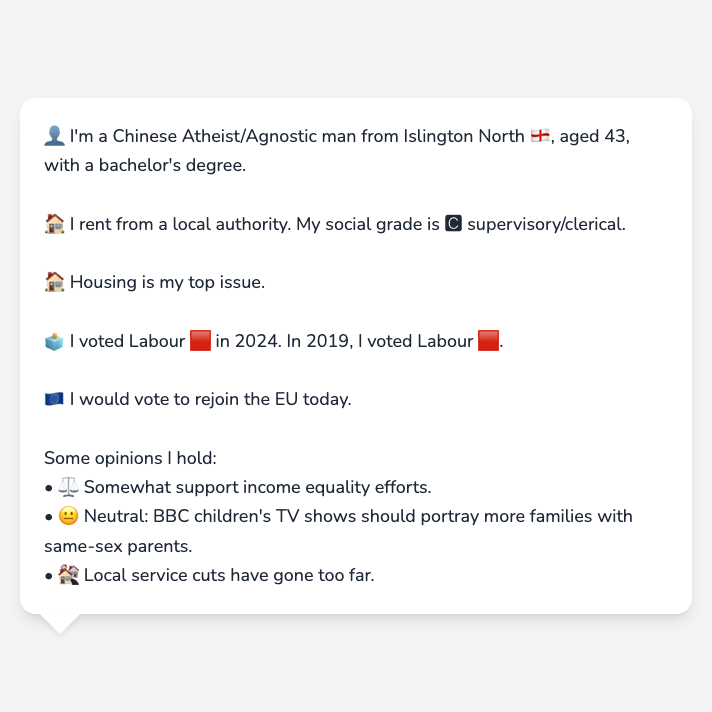 👤 I'm a Chinese Atheist/Agnostic man from Islington North 🏴󠁧󠁢󠁥󠁮󠁧󠁿, aged 43,
with a bachelor's degree.
🏠 I rent from a local authority. My social grade is 🅲 supervisory/clerical.
🏠 Housing is my top issue.
🗳️ I voted Labour 🟥 in 2024. In 2019, I voted Labour 🟥.
🇪🇺 I would vote to rejoin the EU today.
Some opinions I hold:
• ⚖️ Somewhat support income equality efforts.
• 😐 Neutral: BBC children's TV shows should portray more families with
same-sex parents.
• 🏘️ Local service cuts have gone too far.